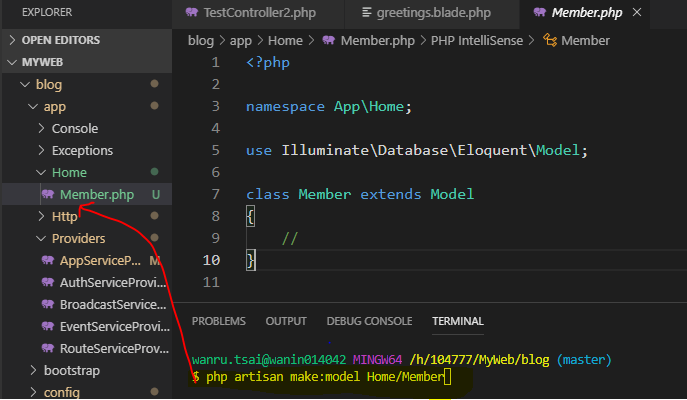 EXPLORER
OPEN EDITORS
MYWEB
blog
app
Console
Exceptions
Home
Member.php U
Http
Providers
AppServiceP... M
AuthServiceProvi...
BroadcastService...
EventServiceProvi...
RouteServiceProv...
bootstrap
config
TestController2.php
greetings.blade.php
Member.php
blog > app > Home > Member.php > PHP IntelliSense > Member
1 <?php
2
3 namespace App\Home;
4
5 use Illuminate\Database\Eloquent\Model;
6
7 class Member extends Model
8 {
9 //
10 }
11
PROBLEMS OUTPUT DEBUG CONSOLE TERMINAL
wanru.tsai@wanin014042 MINGW64 /h/104777/MyWeb/blog (master)
$ php artisan make:model Home/Member